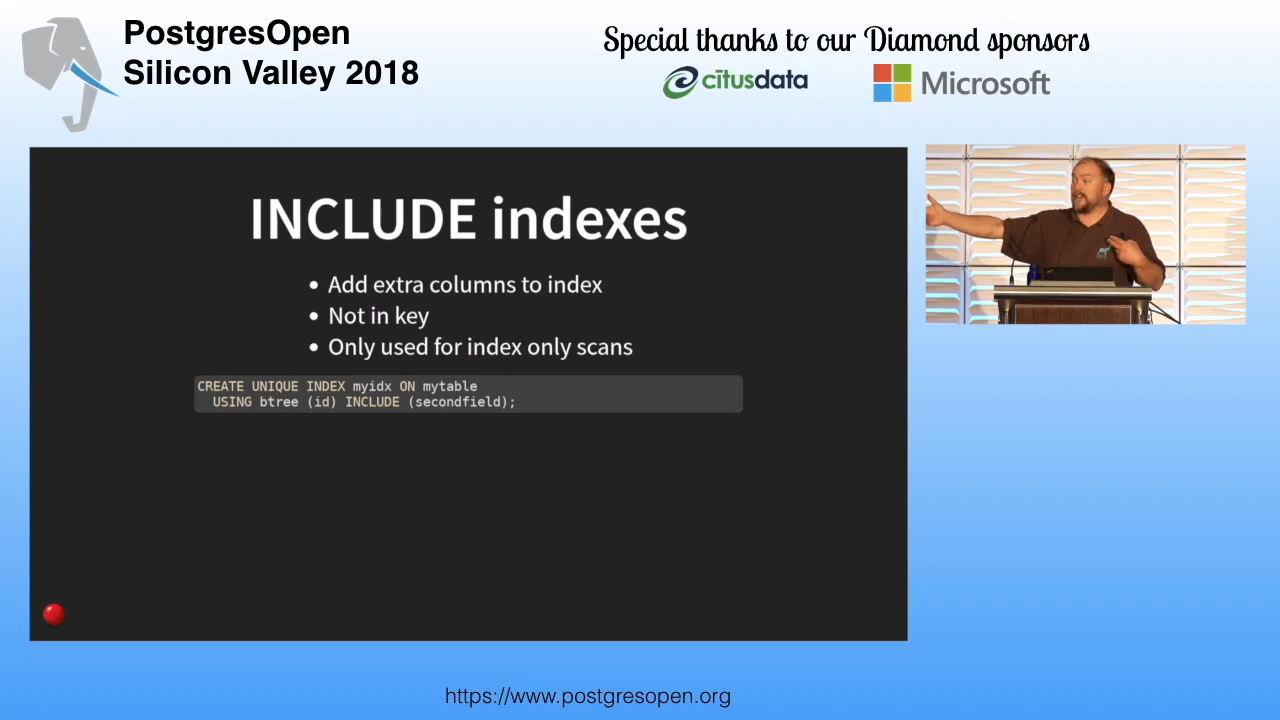 PostgresOpen
Silicon Valley 2018
Special thanks to our Diamond sponsors
citusdata
Microsoft
INCLUDE indexes
• Add extra columns to index
• Not in key
• Only used for index only scans
CREATE UNIQUE INDEX myidx ON mytable
USING btree (id) INCLUDE (secondfield);
https://www.postgresopen.org